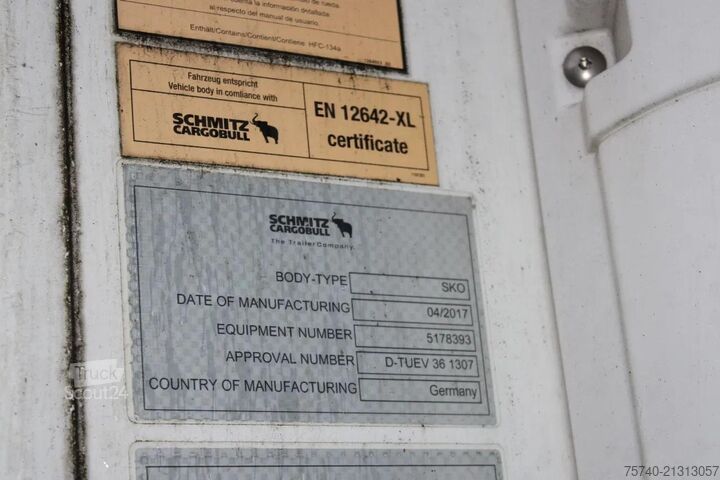 al respecto del manual de usuario.
Enthält/Contains/Contient/Contiene: HFC-134a
Fahrzeug entspricht
Vehicle body in comliance with
SCHMITZ
CARGOBULL
EN 12642-XL
certificate
SCHMITZ
CARGOBULL
The TrailerCompany.
BODY-TYPE SKO
DATE OF MANUFACTURING 04/2017
EQUIPMENT NUMBER 5178393
APPROVAL NUMBER D-TUEV 36 1307
COUNTRY OF MANUFACTURING Germany
Truck
Scout24
75740-21313057